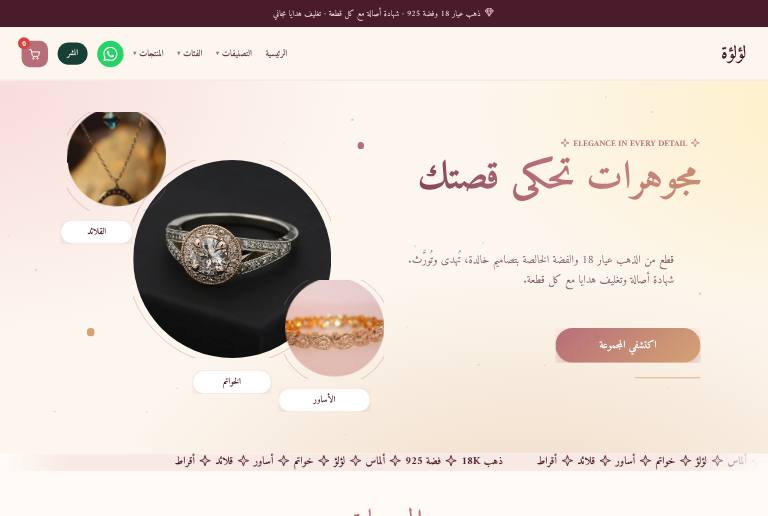 ذهب عيار 18 وفضة 925 · شهادة أصالة مع كل قطعة · تغليف هدايا مجاني
لؤلؤة
الرئيسية
التصنيفات
الفئات
المنتجات
0
ELEGANCE IN EVERY DETAIL
مجوهرات تحكي قصتك
قطع من الذهب عيار 18 والفضة الخالصة بتصاميم خالدة، تُهدى وتُورَّث.
شهادة أصالة وتغليف هدايا مع كل قطعة.
اكتشفي المجموعة
القلائد
الخواتم
الأساور
ألماس ✧ لؤلؤ ✧ خواتم ✧ أساور ✧ قلائد ✧ أقراط
ذهب 18K ✧ فضة 925 ✧ ألماس ✧ لؤلؤ ✧ خواتم ✧ أساور ✧ قلائد ✧ أقراط